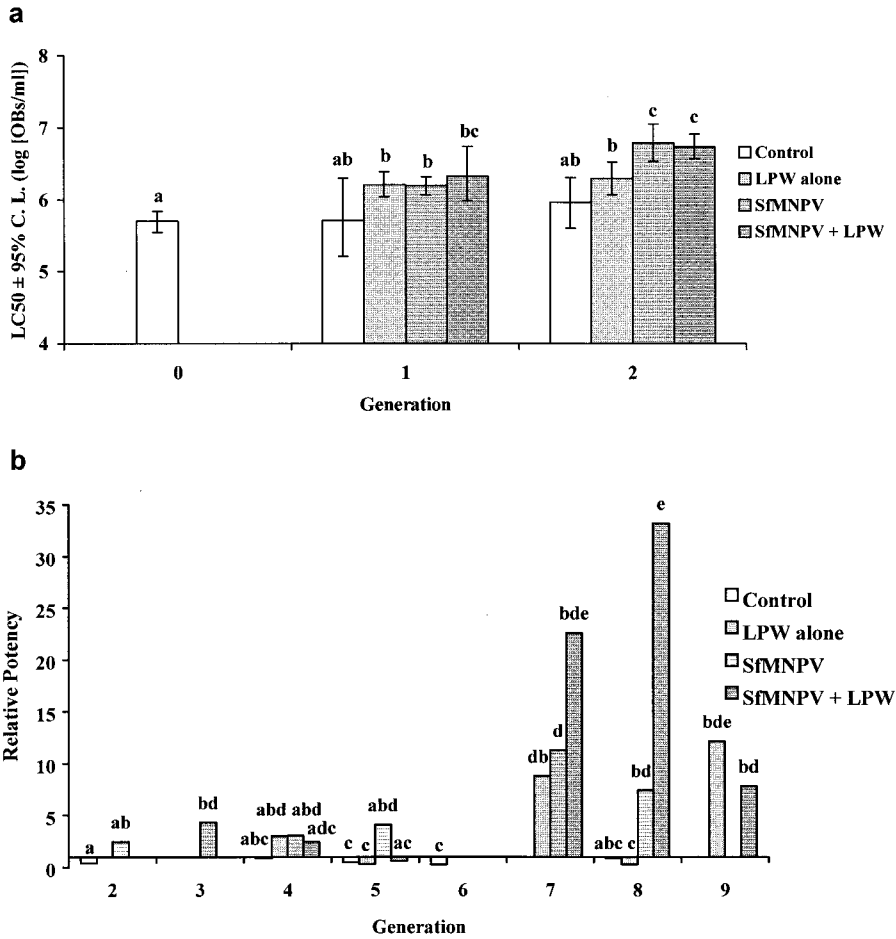 a
LC50 ± 95% C. L. (log [OBs/ml])
8
7
6
5
4
a
ab
b
b
bc
ab
b
c
c
Control
LPW alone
SfMNPV
SfMNPV + LPW
0
1
2
Generation
b
Relative Potency
35
30
25
20
15
10
5
0
a
ab
bd
abc
abd
abd
adc
c
c
abd
ac
c
db
d
bde
abc
c
bd
e
bde
bd
Control
LPW alone
SfMNPV
SfMNPV + LPW
2
3
4
5
6
7
8
9
Generation